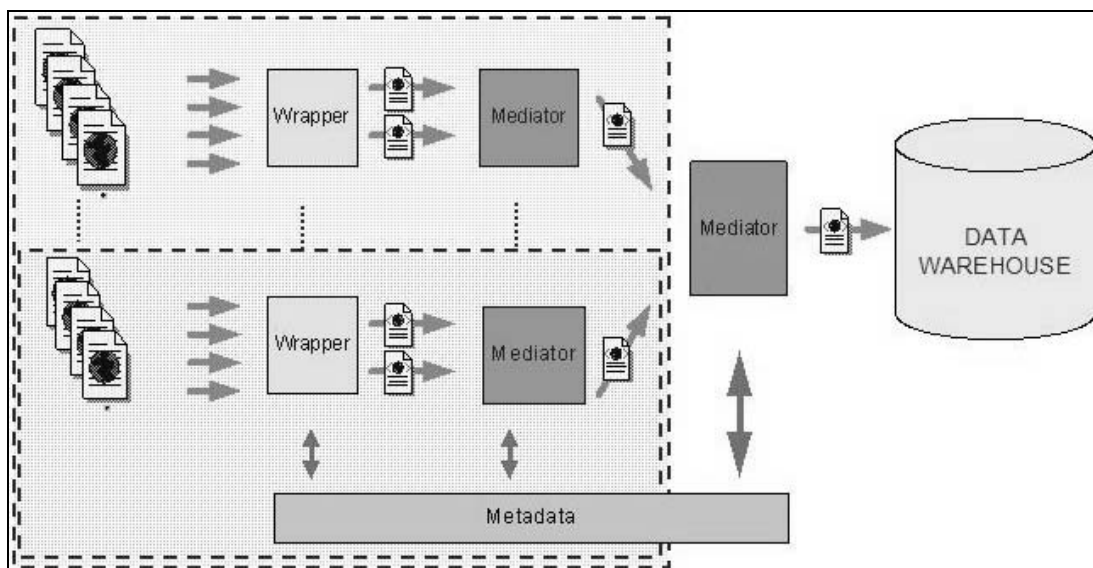 Wrapper
Mediator
Mediator
DATA
WAREHOUSE
Wrapper
Mediator
Metadata